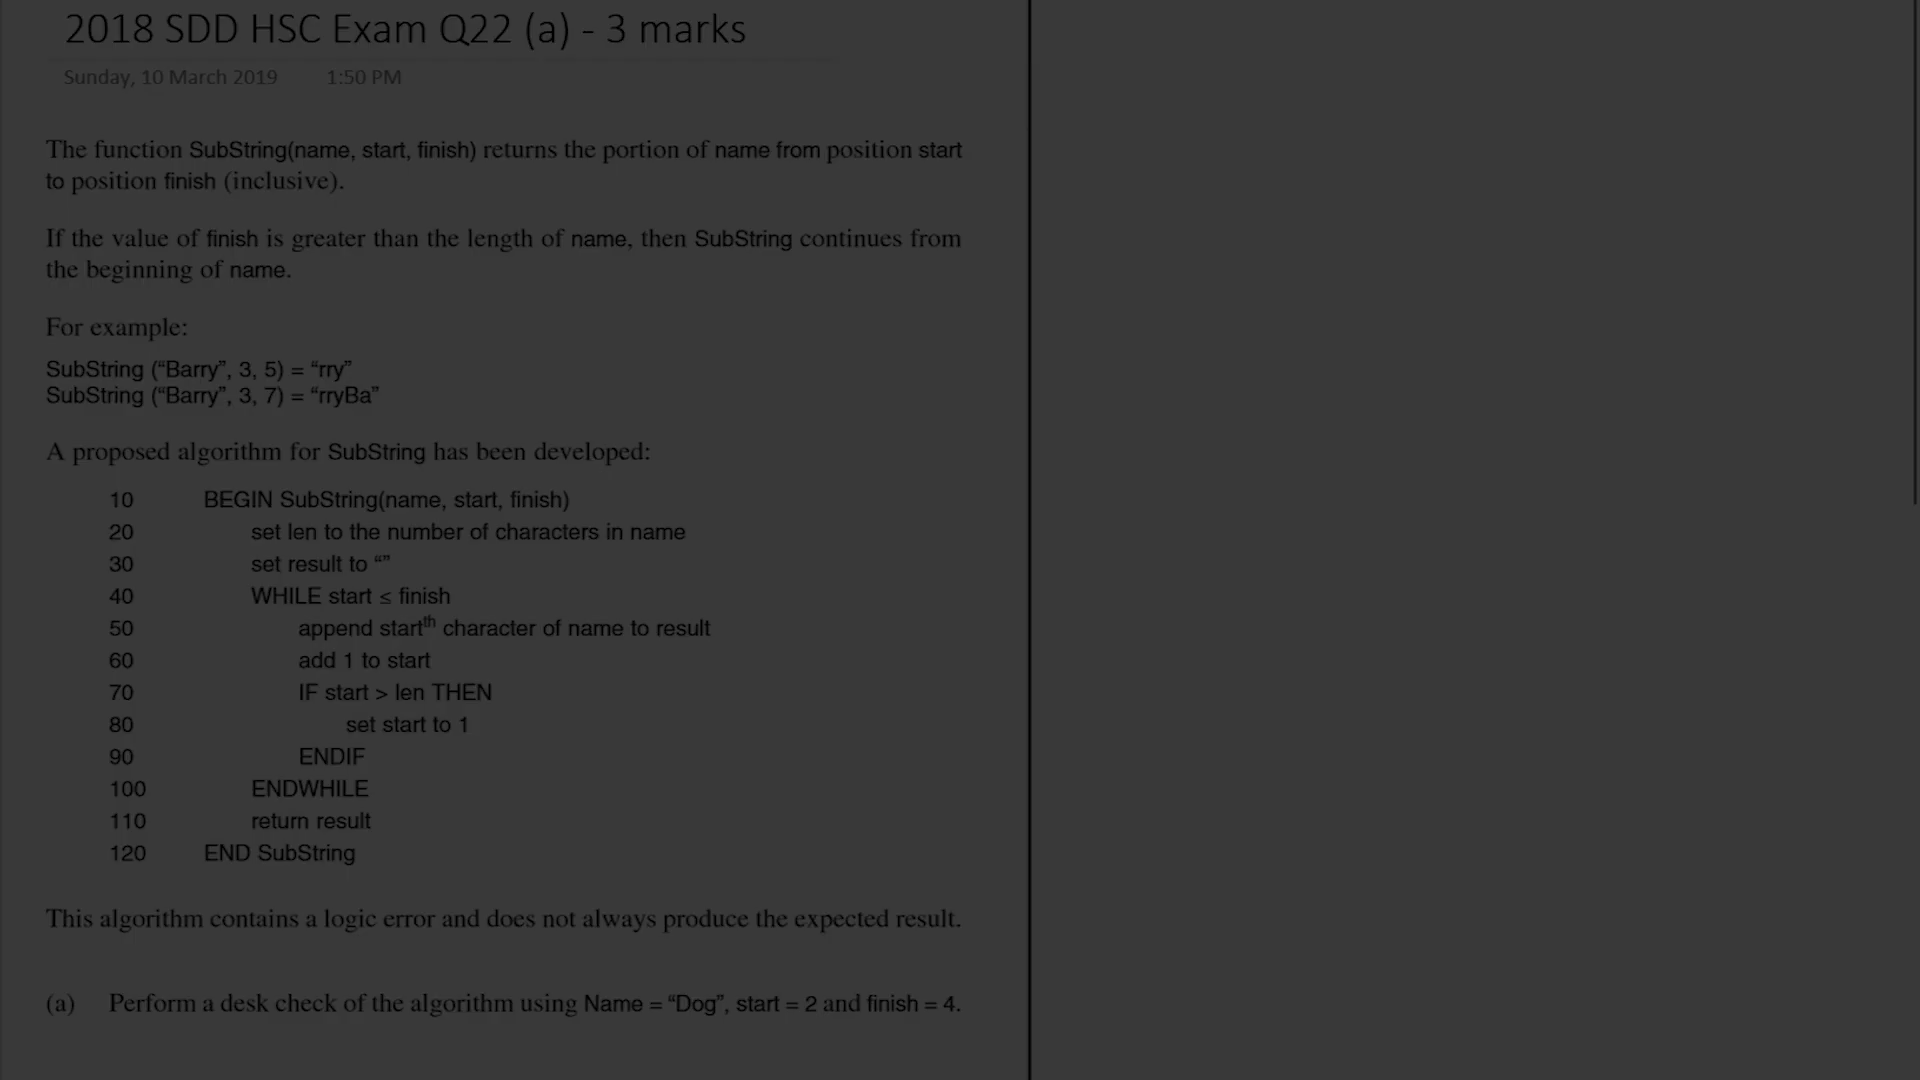 2018 SDD HSC Exam Q22 (a) - 3 marks
Sunday, 10 March 2019 1:50 PM
The function SubString(name, start, finish) returns the portion of name from position start
to position finish (inclusive).
If the value of finish is greater than the length of name, then SubString continues from
the beginning of name.
For example:
SubString (“Barry”, 3, 5) = “rry”
SubString (“Barry”, 3, 7) = “rryBa”
A proposed algorithm for SubString has been developed:
10 BEGIN SubString(name, start, finish)
20 set len to the number of characters in name
30 set result to “”
40 WHILE start ≤ finish
50 append startᵗʰ character of name to result
60 add 1 to start
70 IF start > len THEN
80 set start to 1
90 ENDIF
100 ENDWHILE
110 return result
120 END SubString
This algorithm contains a logic error and does not always produce the expected result.
(a) Perform a desk check of the algorithm using Name = “Dog”, start = 2 and finish = 4.